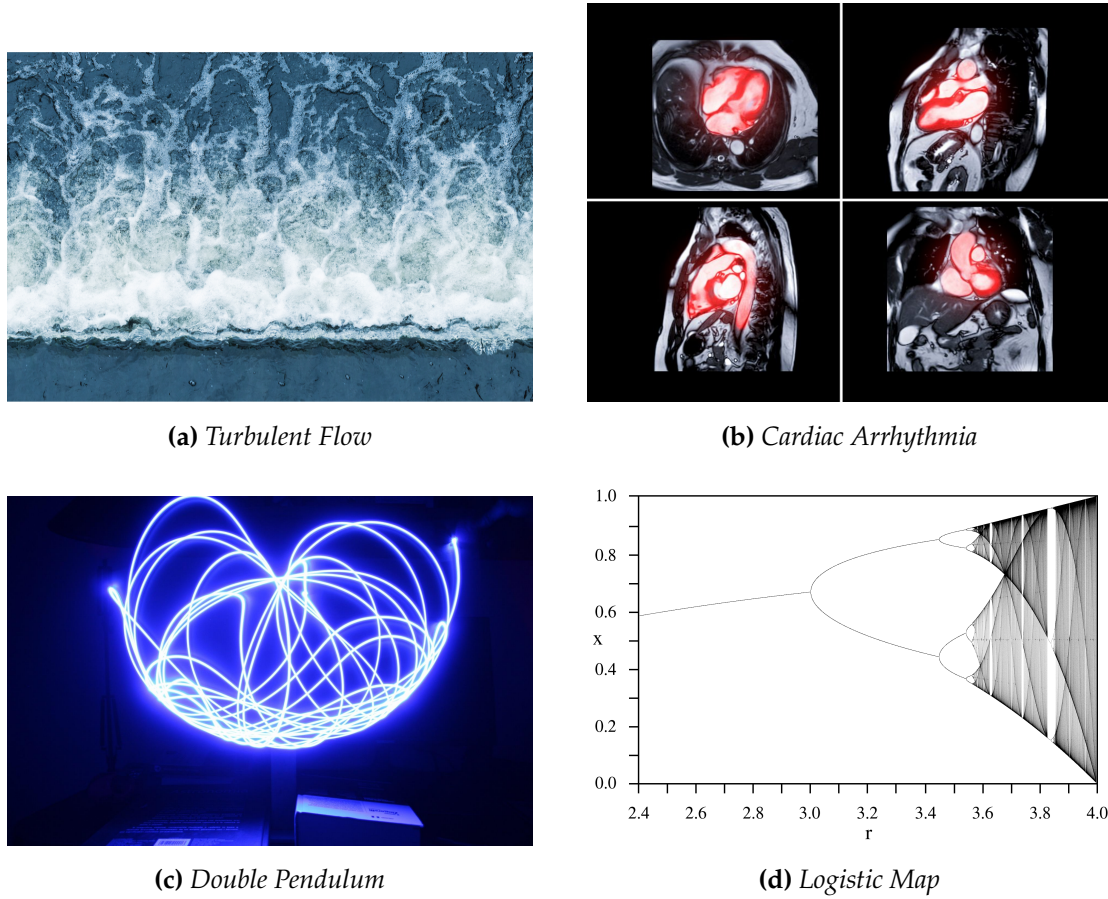 (a) Turbulent Flow
(b) Cardiac Arrhythmia
1.0
0.8
0.6
x
0.4
0.2
0.0
2.4 2.6 2.8 3.0 3.2 3.4 3.6 3.8 4.0
r
(c) Double Pendulum
(d) Logistic Map